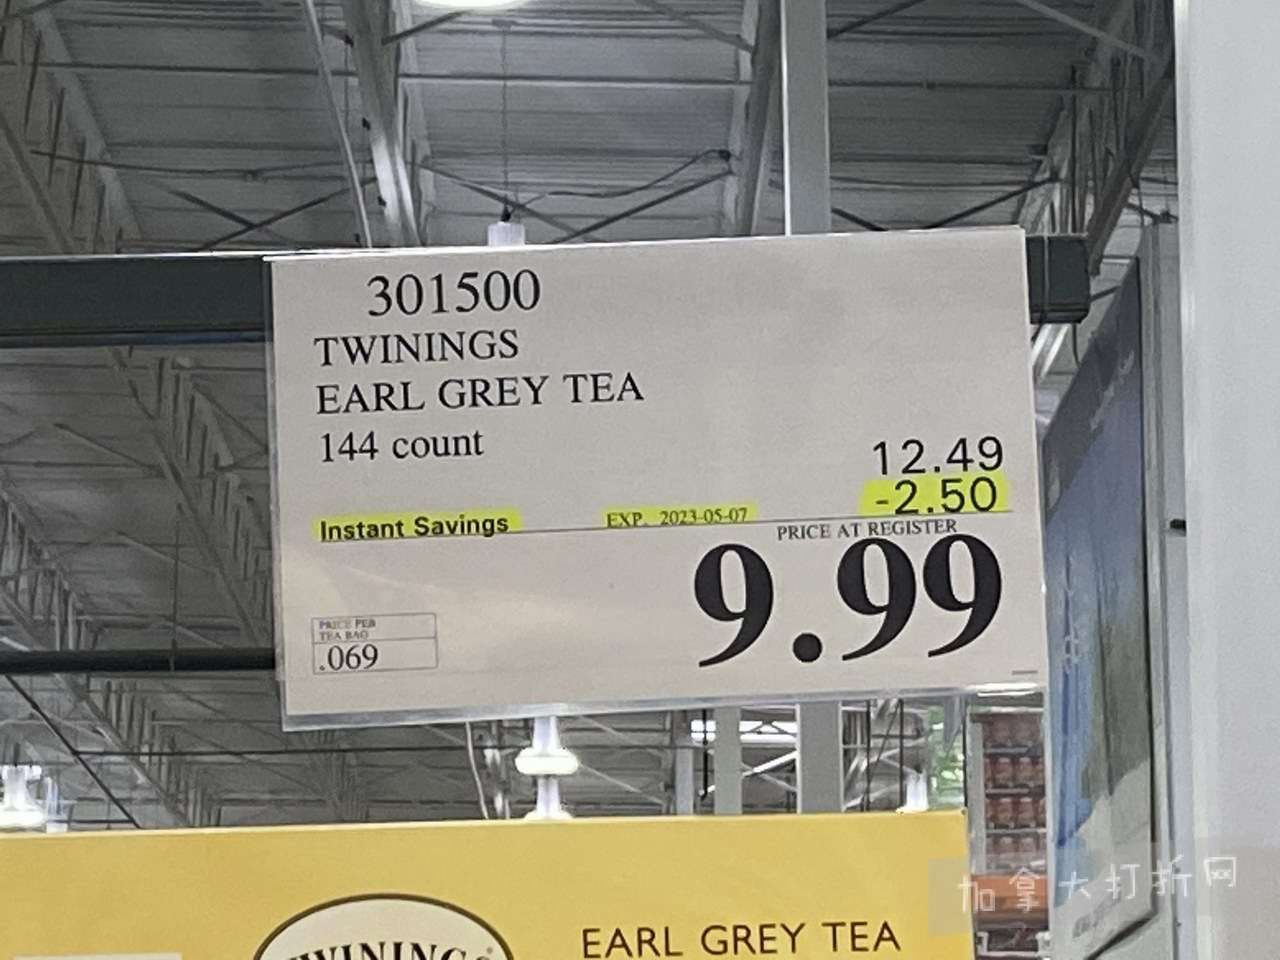 301500
TWININGS
EARL GREY TEA
144 count
12.49
-2.50
Instant Savings EXP. 2023-05-07
PRICE AT REGISTER
9.99
PRICE PER
TEA BAG
.069
加拿大打折网
TWININGS
EARL GREY TEA